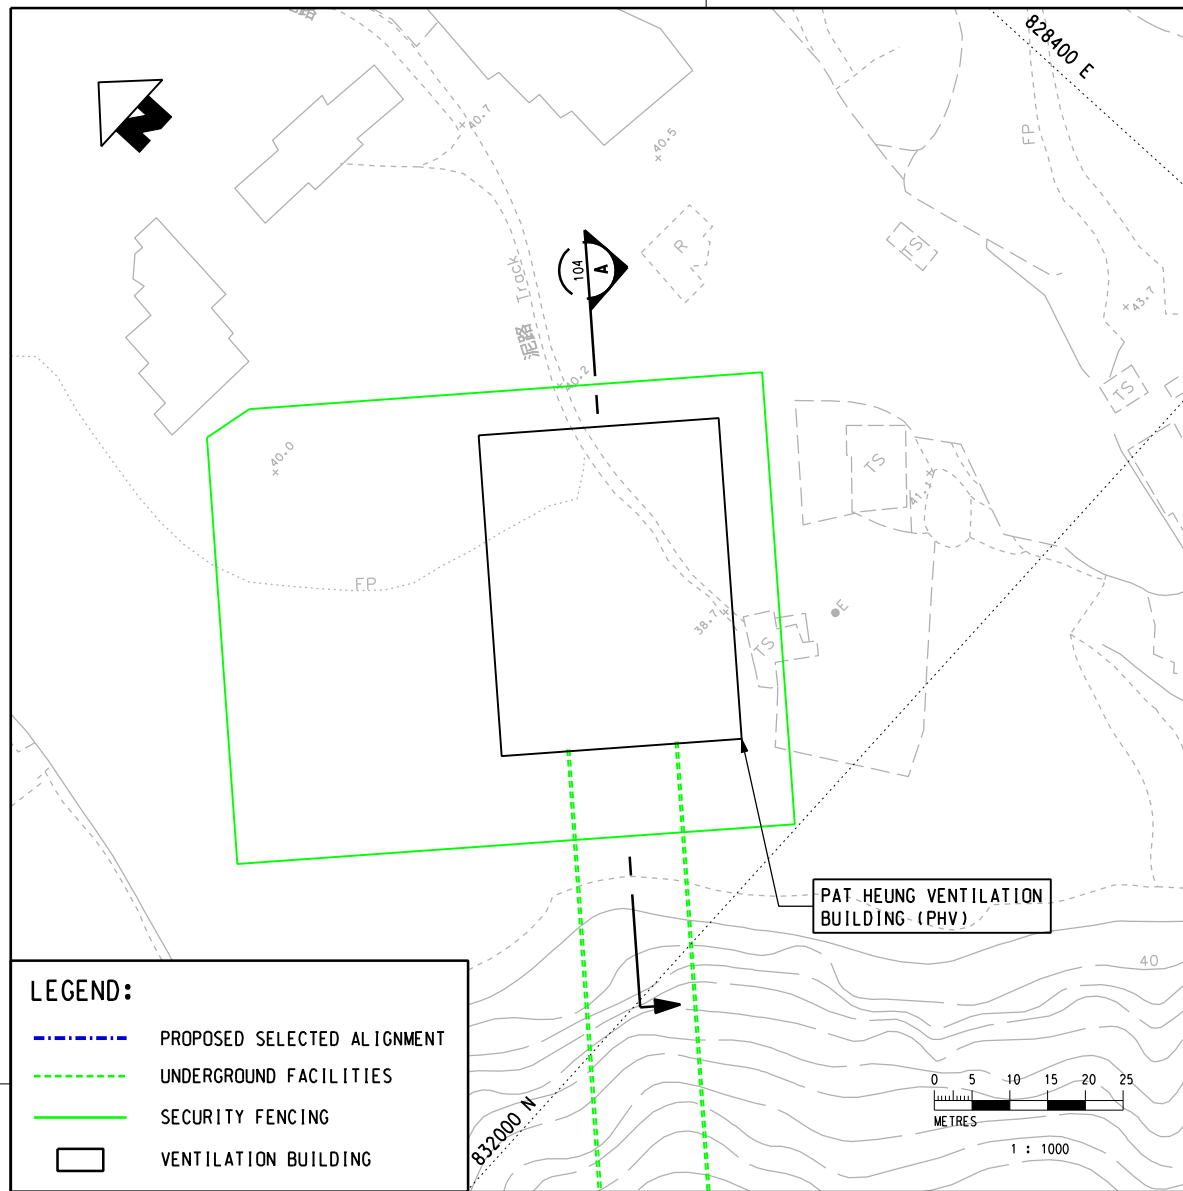 路
828400 E
FP
40.7
40.5
TS
R
104
A
泥路 Track
43.7
40.2
TS
40.0
TS
41.1
FP
38.7
TS
E
PAT HEUNG VENTILATION
BUILDING (PHV)
40
LEGEND:
PROPOSED SELECTED ALIGNMENT
UNDERGROUND FACILITIES
SECURITY FENCING
VENTILATION BUILDING
832000 N
0 5 10 15 20 25
METRES
1 : 1000